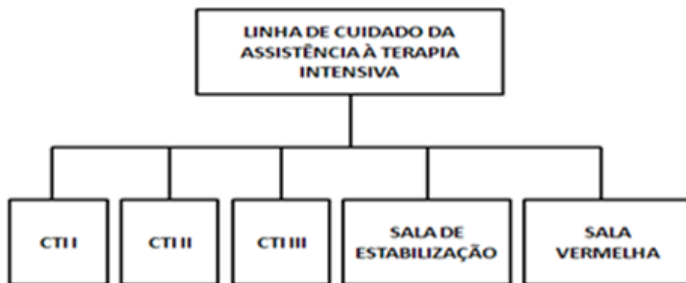 LINHA DE CUIDADO DA
ASSISTÊNCIA À TERAPIA
INTENSIVA
CTI I
CTI II
CTI III
SALA DE
ESTABILIZAÇÃO
SALA
VERMELHA